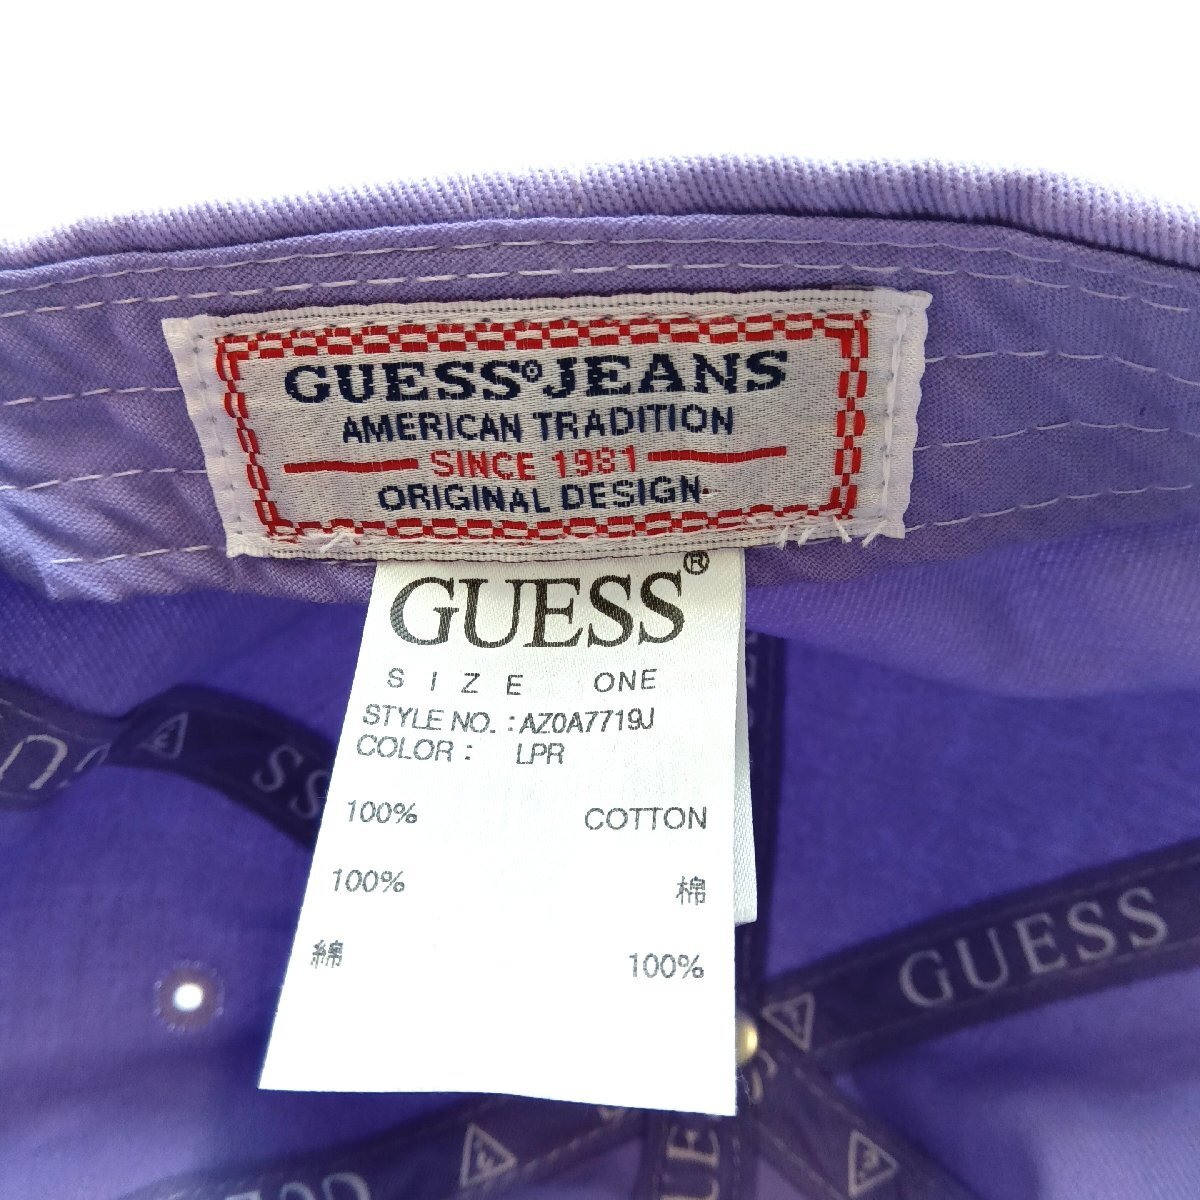 GUESS®JEANS
AMERICAN TRADITION
SINCE 1981
ORIGINAL DESIGN
GUESS®
SIZE ONE
STYLE NO. : AZ0A7719J
COLOR : LPR
100% COTTON
100% 棉
綿 100%
GUESS